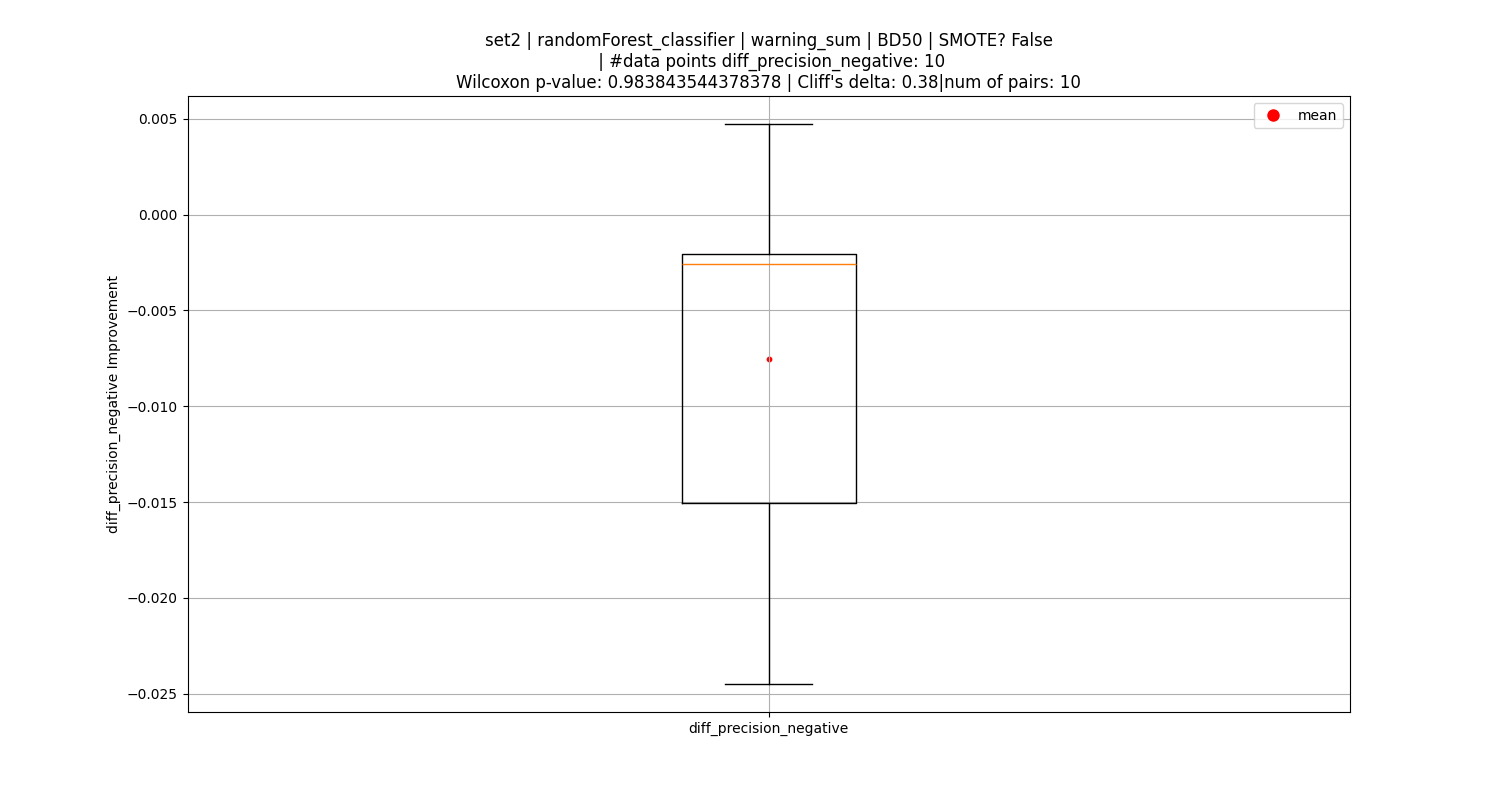 set2 | randomForest_classifier | warning_sum | BD50 | SMOTE? False
| #data points diff_precision_negative: 10
Wilcoxon p-value: 0.983843544378378 | Cliff's delta: 0.38|num of pairs: 10
mean
0.005
0.000
−0.005
−0.010
−0.015
−0.020
−0.025
diff_precision_negative Improvement
diff_precision_negative